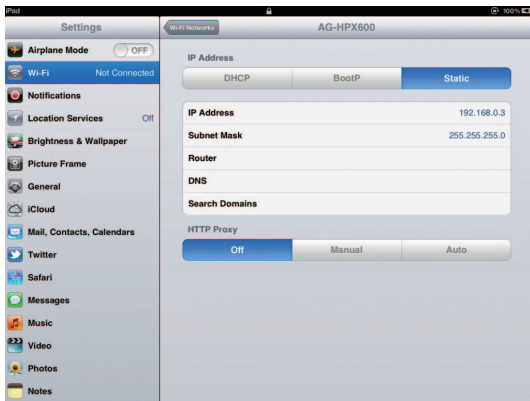 iPad
100%
Settings
Wi-Fi Networks
AG-HPX600
Airplane Mode
OFF
Wi-Fi
Not Connected
Notifications
Location Services
Off
Brightness & Wallpaper
Picture Frame
General
iCloud
Mail, Contacts, Calendars
Twitter
Safari
Messages
Music
Video
Photos
Notes
IP Address
DHCP
BootP
Static
IP Address
192.168.0.3
Subnet Mask
255.255.255.0
Router
DNS
Search Domains
HTTP Proxy
Off
Manual
Auto